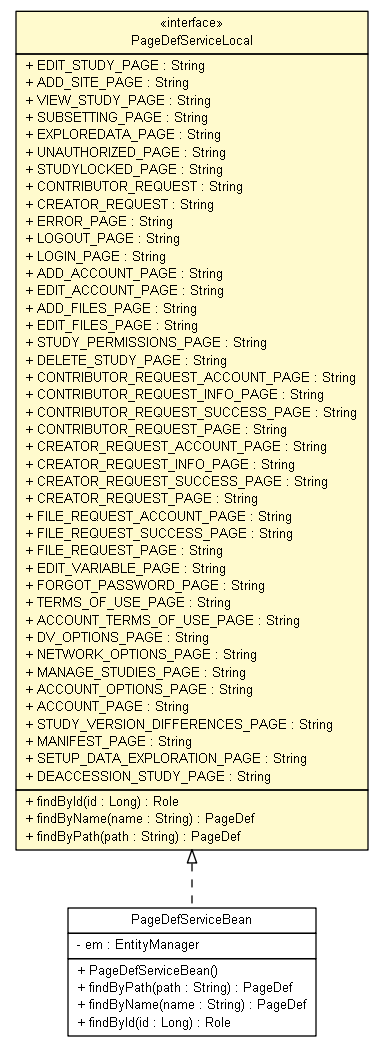 «interface»
PageDefServiceLocal
+ EDIT_STUDY_PAGE : String
+ ADD_SITE_PAGE : String
+ VIEW_STUDY_PAGE : String
+ SUBSETTING_PAGE : String
+ EXPLOREDATA_PAGE : String
+ UNAUTHORIZED_PAGE : String
+ STUDYLOCKED_PAGE : String
+ CONTRIBUTOR_REQUEST : String
+ CREATOR_REQUEST : String
+ ERROR_PAGE : String
+ LOGOUT_PAGE : String
+ LOGIN_PAGE : String
+ ADD_ACCOUNT_PAGE : String
+ EDIT_ACCOUNT_PAGE : String
+ ADD_FILES_PAGE : String
+ EDIT_FILES_PAGE : String
+ STUDY_PERMISSIONS_PAGE : String
+ DELETE_STUDY_PAGE : String
+ CONTRIBUTOR_REQUEST_ACCOUNT_PAGE : String
+ CONTRIBUTOR_REQUEST_INFO_PAGE : String
+ CONTRIBUTOR_REQUEST_SUCCESS_PAGE : String
+ CONTRIBUTOR_REQUEST_PAGE : String
+ CREATOR_REQUEST_ACCOUNT_PAGE : String
+ CREATOR_REQUEST_INFO_PAGE : String
+ CREATOR_REQUEST_SUCCESS_PAGE : String
+ CREATOR_REQUEST_PAGE : String
+ FILE_REQUEST_ACCOUNT_PAGE : String
+ FILE_REQUEST_SUCCESS_PAGE : String
+ FILE_REQUEST_PAGE : String
+ EDIT_VARIABLE_PAGE : String
+ FORGOT_PASSWORD_PAGE : String
+ TERMS_OF_USE_PAGE : String
+ ACCOUNT_TERMS_OF_USE_PAGE : String
+ DV_OPTIONS_PAGE : String
+ NETWORK_OPTIONS_PAGE : String
+ MANAGE_STUDIES_PAGE : String
+ ACCOUNT_OPTIONS_PAGE : String
+ ACCOUNT_PAGE : String
+ STUDY_VERSION_DIFFERENCES_PAGE : String
+ MANIFEST_PAGE : String
+ SETUP_DATA_EXPLORATION_PAGE : String
+ DEACCESSION_STUDY_PAGE : String
+ findById(id : Long) : Role
+ findByName(name : String) : PageDef
+ findByPath(path : String) : PageDef
PageDefServiceBean
- em : EntityManager
+ PageDefServiceBean()
+ findByPath(path : String) : PageDef
+ findByName(name : String) : PageDef
+ findById(id : Long) : Role